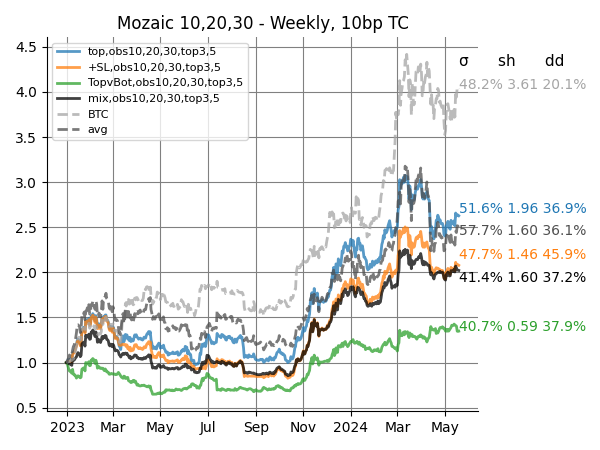 Mozaic 10,20,30 - Weekly, 10bp TC
top,obs10,20,30,top3,5
+SL,obs10,20,30,top3,5
TopvBot,obs10,20,30,top3,5
mix,obs10,20,30,top3,5
BTC
avg
σ sh dd
48.2% 3.61 20.1%
51.6% 1.96 36.9%
57.7% 1.60 36.1%
47.7% 1.46 45.9%
41.4% 1.60 37.2%
40.7% 0.59 37.9%
4.5
4.0
3.5
3.0
2.5
2.0
1.5
1.0
0.5
2023 Mar May Jul Sep Nov 2024 Mar May